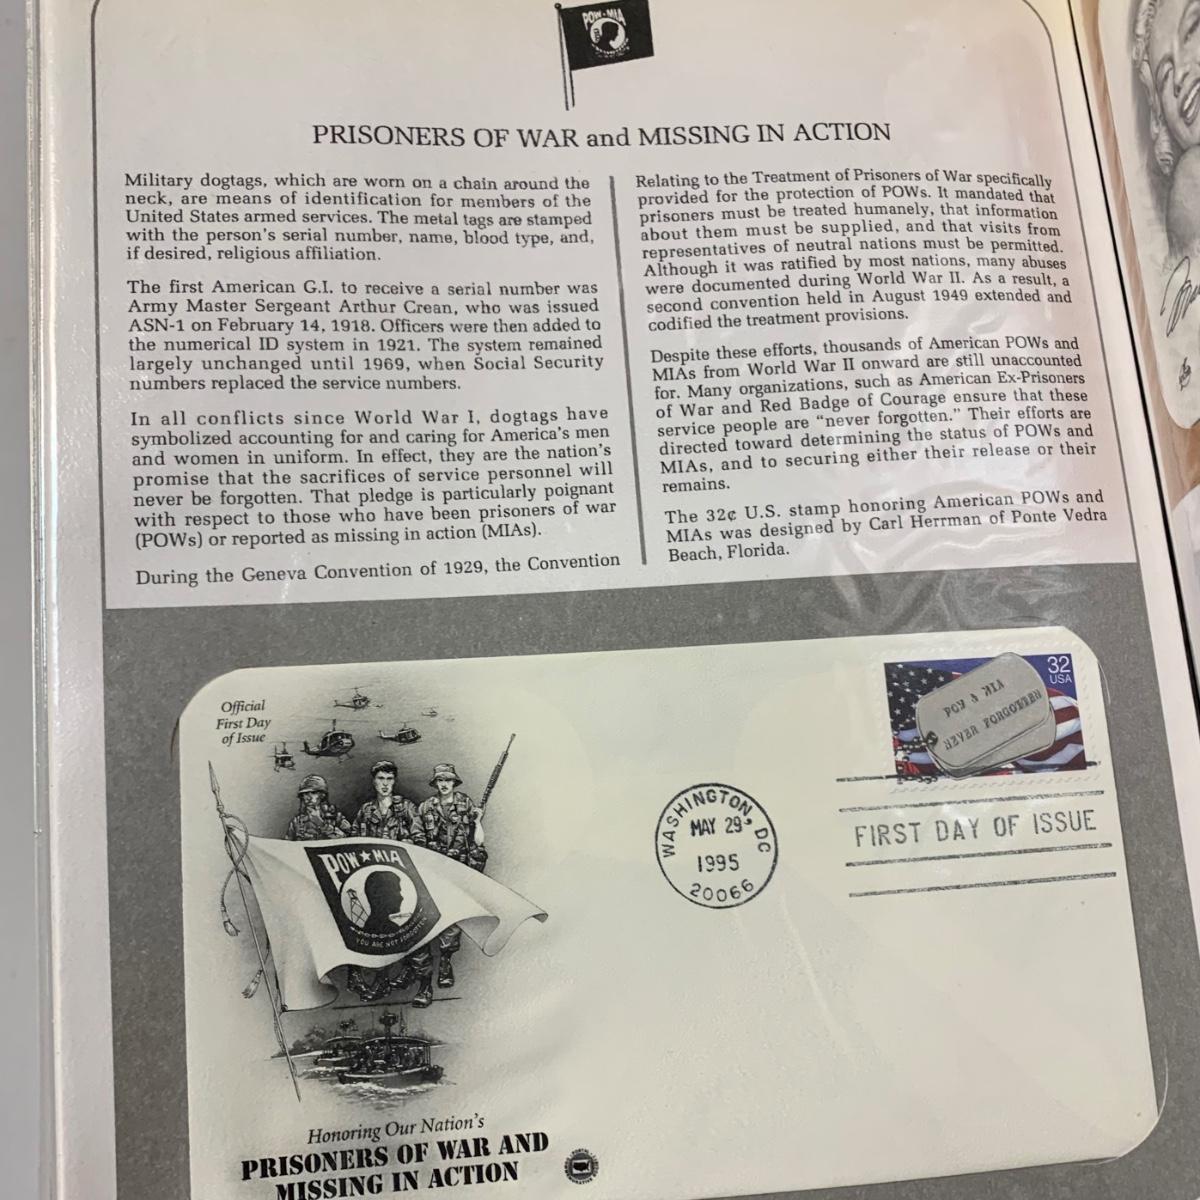 POW★MIA
PRISONERS OF WAR and MISSING IN ACTION
Military dogtags, which are worn on a chain around the
neck, are means of identification for members of the
United States armed services. The metal tags are stamped
with the person's serial number, name, blood type, and,
if desired, religious affiliation.
The first American G.I. to receive a serial number was
Army Master Sergeant Arthur Crean, who was issued
ASN-1 on February 14, 1918. Officers were then added to
the numerical ID system in 1921. The system remained
largely unchanged until 1969, when Social Security
numbers replaced the service numbers.
In all conflicts since World War I, dogtags have
symbolized accounting for and caring for America's men
and women in uniform. In effect, they are the nation's
promise that the sacrifices of service personnel will
never be forgotten. That pledge is particularly poignant
with respect to those who have been prisoners of war
(POWs) or reported as missing in action (MIAs).
During the Geneva Convention of 1929, the Convention
Relating to the Treatment of Prisoners of War specifically
provided for the protection of POWs. It mandated that
prisoners must be treated humanely, that information
about them must be supplied, and that visits from
representatives of neutral nations must be permitted.
Although it was ratified by most nations, many abuses
were documented during World War II. As a result, a
second convention held in August 1949 extended and
codified the treatment provisions.
Despite these efforts, thousands of American POWs and
MIAs from World War II onward are still unaccounted
for. Many organizations, such as American Ex-Prisoners
of War and Red Badge of Courage ensure that these
service people are “never forgotten.” Their efforts are
directed toward determining the status of POWs and
MIAs, and to securing either their release or their
remains.
The 32¢ U.S. stamp honoring American POWs and
MIAs was designed by Carl Herrman of Ponte Vedra
Beach, Florida.
Official
First Day
of Issue
POW★MIA
YOU ARE NOT FORGOTTEN
Honoring Our Nation's
PRISONERS OF WAR AND
MISSING IN ACTION
WASHINGTON, DC
MAY 29,
1995
20066
32
USA
POW & MIA
NEVER FORGOTTEN
FIRST DAY OF ISSUE